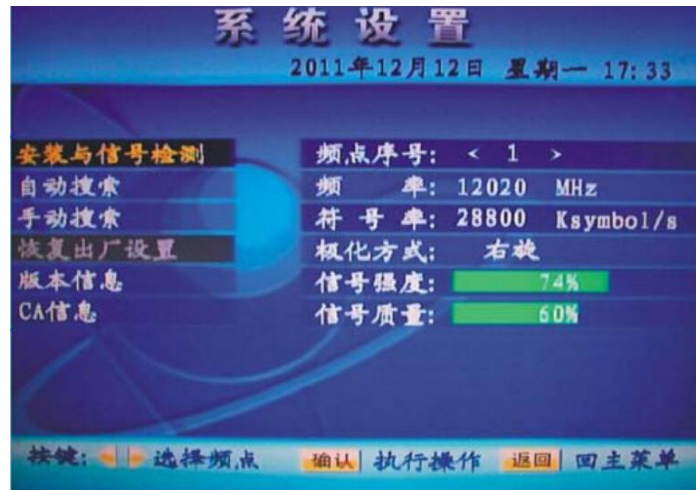 系统设置
2011年12月12日 星期一 17:33
安装与信号检测
自动搜索
手动搜索
恢复出厂设置
版本信息
CA信息
频点序号: < 1 >
频 率: 12020 MHz
符 号 率: 28800 Ksymbol/s
极化方式: 右旋
信号强度: 74%
信号质量: 60%
按键: 选择频点 确认 执行操作 返回 回主菜单